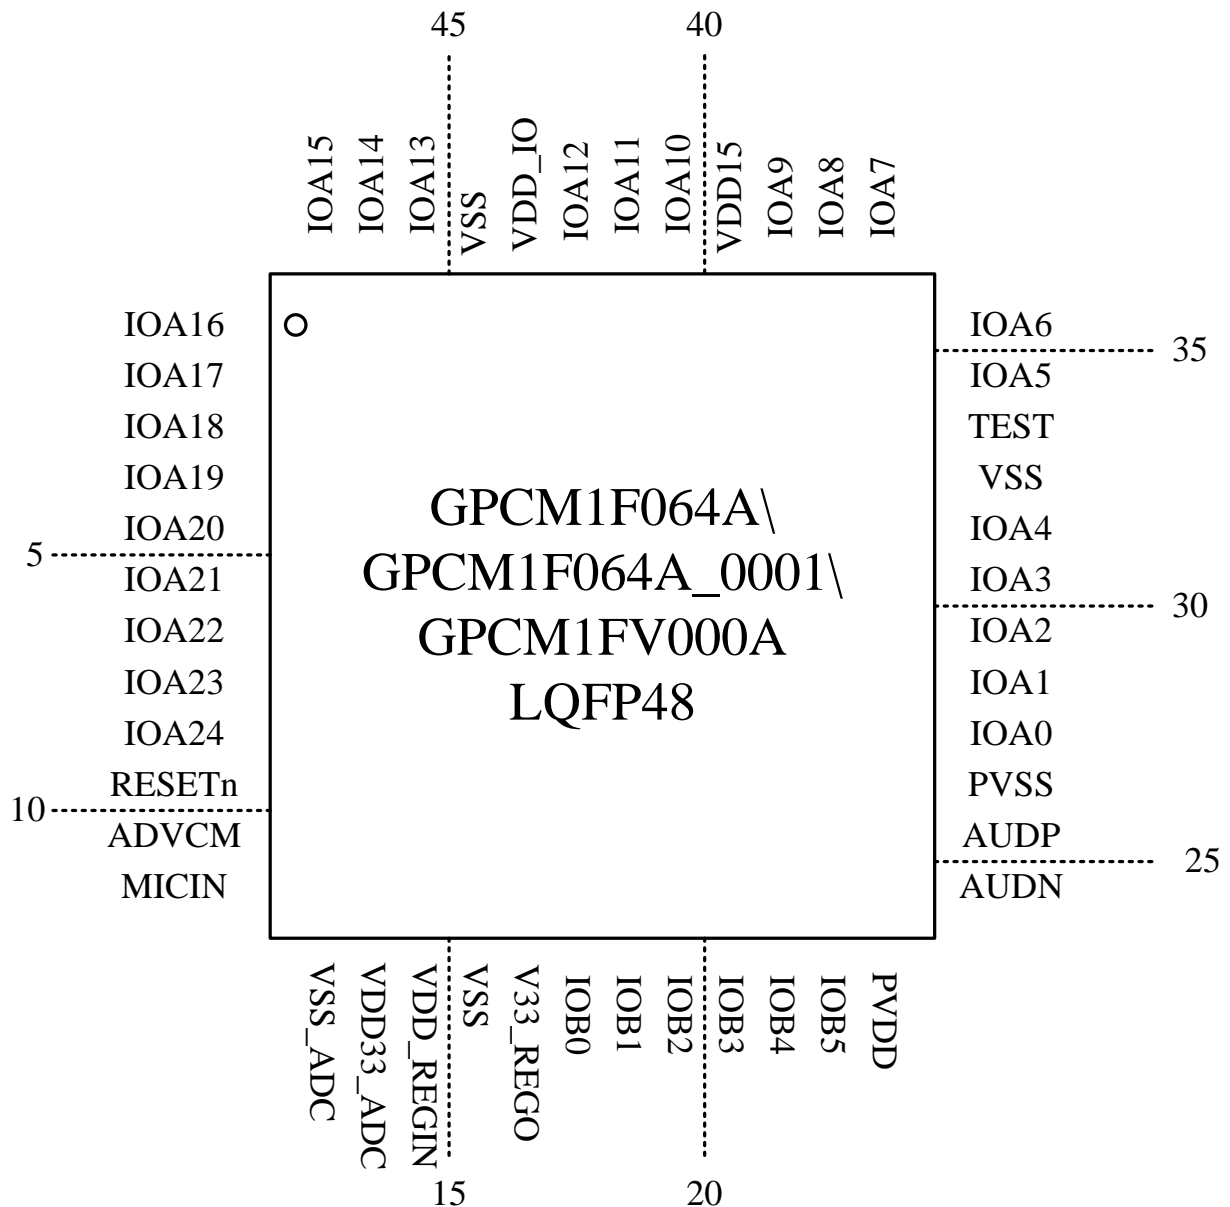 45
40
IOA15
IOA14
IOA13
VSS
VDD_IO
IOA12
IOA11
IOA10
VDD15
IOA9
IOA8
IOA7
IOA16
IOA17
IOA18
IOA19
IOA20
5
IOA21
IOA22
IOA23
IOA24
RESETn
10
ADVCM
MICIN
GPCM1F064A\
GPCM1F064A_0001\
GPCM1FV000A
LQFP48
IOA6
35
IOA5
TEST
VSS
IOA4
IOA3
30
IOA2
IOA1
IOA0
PVSS
AUDP
25
AUDN
VSS_ADC
VDD33_ADC
VDD_REGIN
VSS
V33_REGO
IOB0
IOB1
IOB2
IOB3
IOB4
IOB5
PVDD
15
20